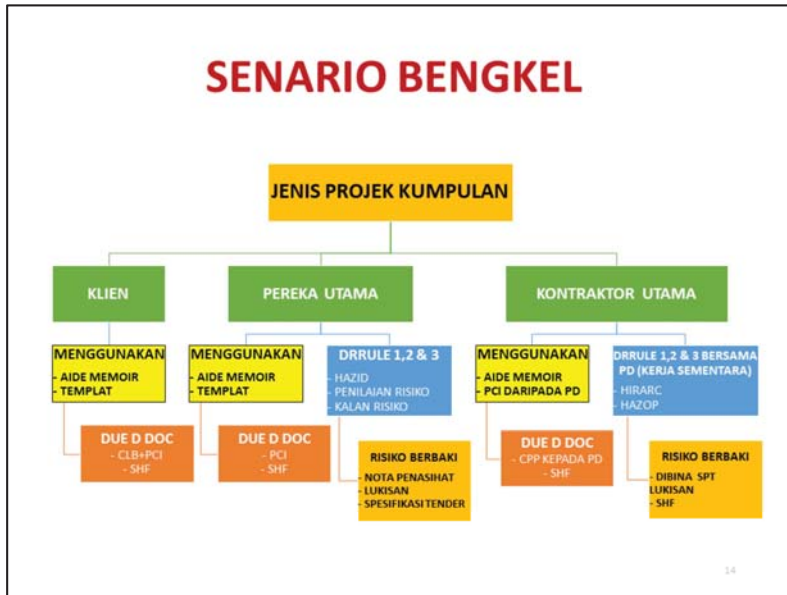 SENARIO BENGKEL
JENIS PROJEK KUMPULAN
KLIEN
PEREKA UTAMA
KONTRAKTOR UTAMA
MENGGUNAKAN
- AIDE MEMOIR
- TEMPLAT
MENGGUNAKAN
- AIDE MEMOIR
- TEMPLAT
DRRULE 1,2 & 3
- HAZID
- PENILAIAN RISIKO
- KALAN RISIKO
MENGGUNAKAN
- AIDE MEMOIR
- PCI DARIPADA PD
DRRULE 1,2 & 3 BERSAMA
PD (KERJA SEMENTARA)
- HIRARC
- HAZOP
DUE D DOC
- CLB+PCI
- SHF
DUE D DOC
- PCI
- SHF
RISIKO BERBAKI
- NOTA PENASIHAT
- LUKISAN
- SPESIFIKASI TENDER
DUE D DOC
- CPP KEPADA PD
- SHF
RISIKO BERBAKI
- DIBINA SPT
LUKISAN
- SHF
14